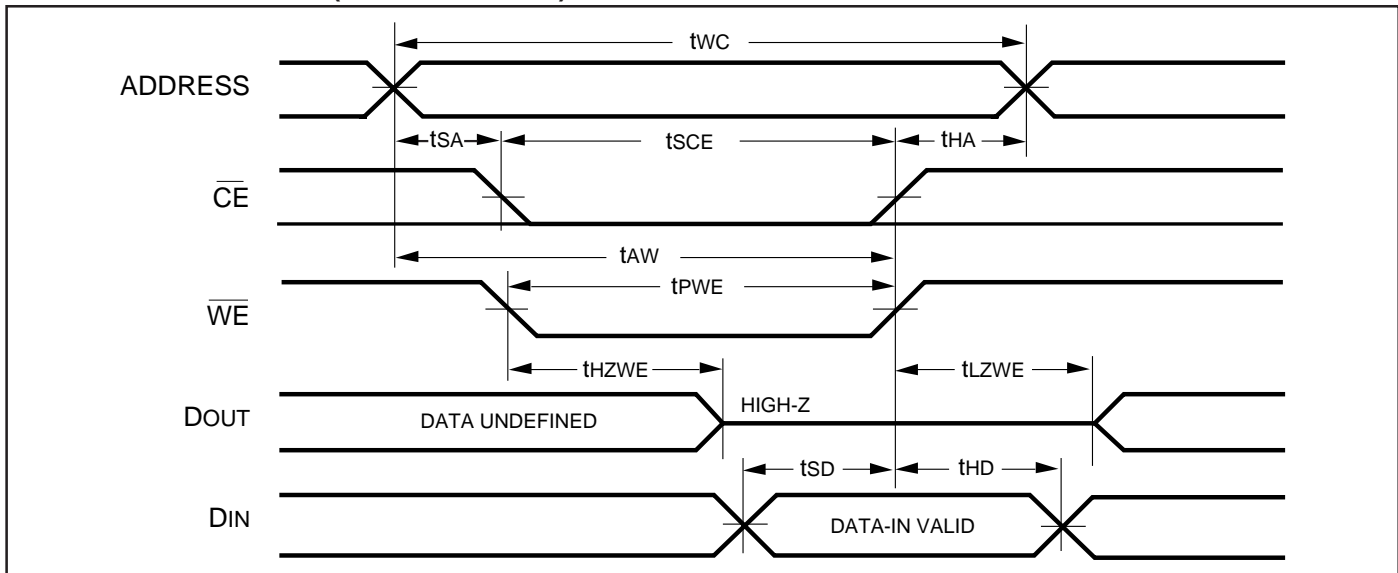 tWC
ADDRESS
tSA
tSCE
tHA
CE
tAW
tPWE
WE
tHZWE
tLZWE
DOUT
DATA UNDEFINED
HIGH-Z
tSD
tHD
DIN
DATA-IN VALID